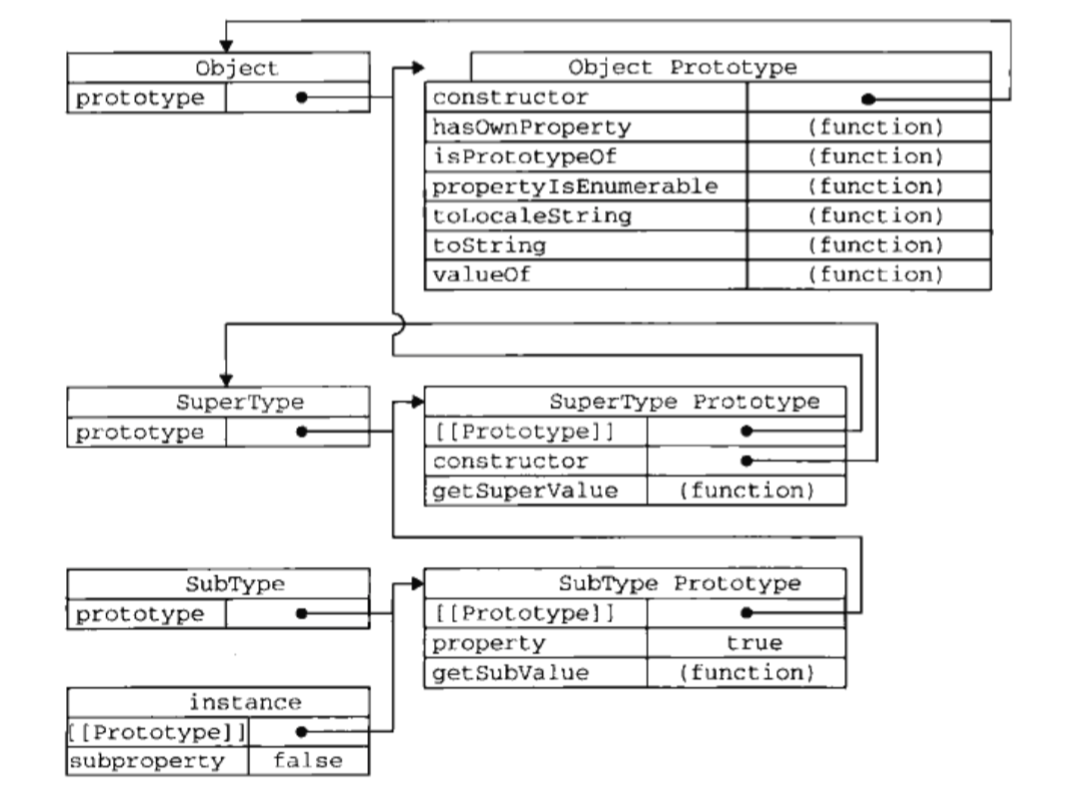 Object
prototype
Object Prototype
constructor
hasOwnProperty (function)
isPrototypeOf (function)
propertyIsEnumerable (function)
toLocaleString (function)
toString (function)
valueOf (function)
SuperType
prototype
SuperType Prototype
[[Prototype]]
constructor
getSuperValue (function)
SubType
prototype
SubType Prototype
[[Prototype]]
property true
getSubValue (function)
instance
[[Prototype]]
subproperty false